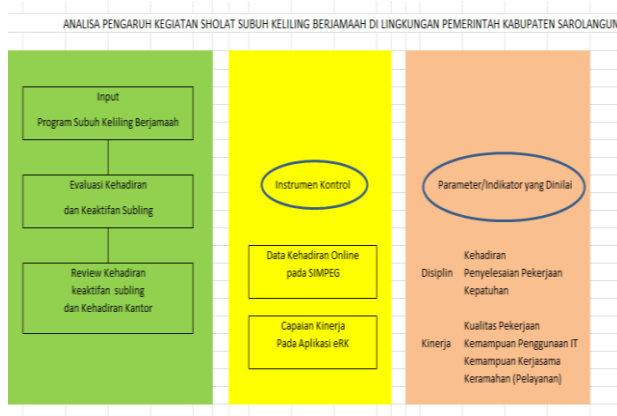 ANALISA PENGARUH KEGIATAN SHOLAT SUBUH KELILING BERJAMAAH DI LINGKUNGAN PEMERINTAH KABUPATEN SAROLANGUN
Input
Program Subuh Keliling Berjamaah
Evaluasi Kehadiran
dan Keaktifan Subling
Review Kehadiran
keaktifan subling
dan Kehadiran Kantor
Instrumen Kontrol
Data Kehadiran Online
pada SIMPEG
Capaian Kinerja
Pada Aplikasi eRK
Parameter/Indikator yang Dinilai
Kehadiran
Disiplin Penyelesaian Pekerjaan
Kepatuhan
Kualitas Pekerjaan
Kinerja Kemampuan Penggunaan IT
Kemampuan Kerjasama
Keramahan (Pelayanan)